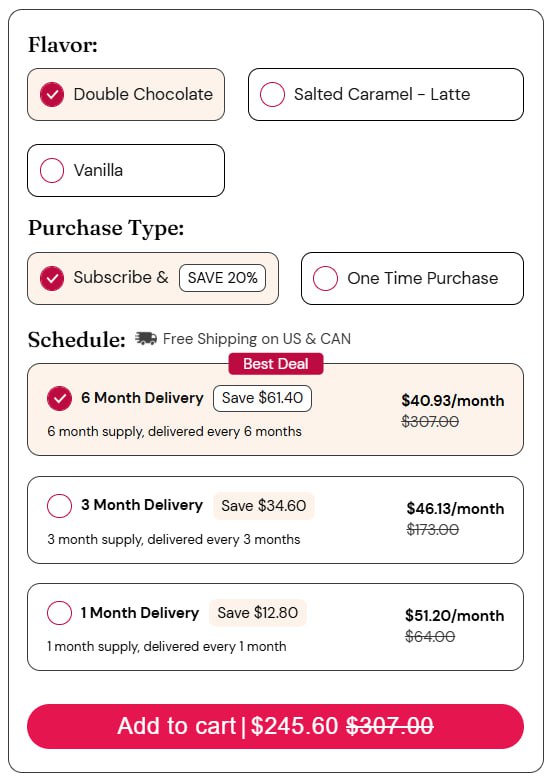 Flavor:
Double Chocolate
Salted Caramel - Latte
Vanilla
Purchase Type:
Subscribe & SAVE 20%
One Time Purchase
Schedule: Free Shipping on US & CAN
Best Deal
6 Month Delivery Save $61.40
$40.93/month
$307.00
6 month supply, delivered every 6 months
3 Month Delivery Save $34.60
$46.13/month
$173.00
3 month supply, delivered every 3 months
1 Month Delivery Save $12.80
$51.20/month
$64.00
1 month supply, delivered every 1 month
Add to cart | $245.60 $307.00